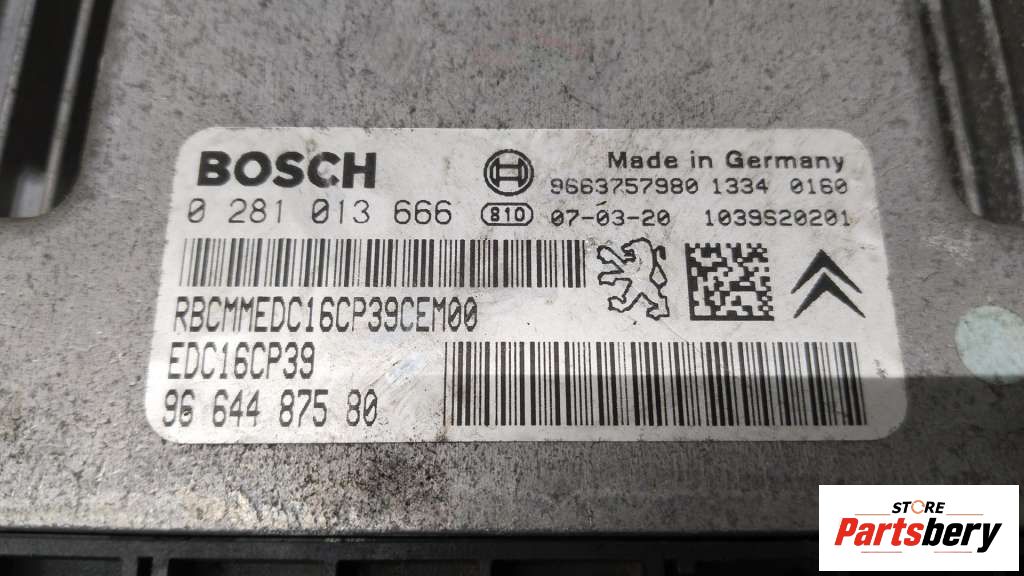 BOSCH
Made in Germany
9663757980 1334 0160
0 281 013 666 810 07-03-20 1039S20201
RBCMMEDC16CP39CEM00
EDC16CP39
96 644 875 80
STORE
Partsbery